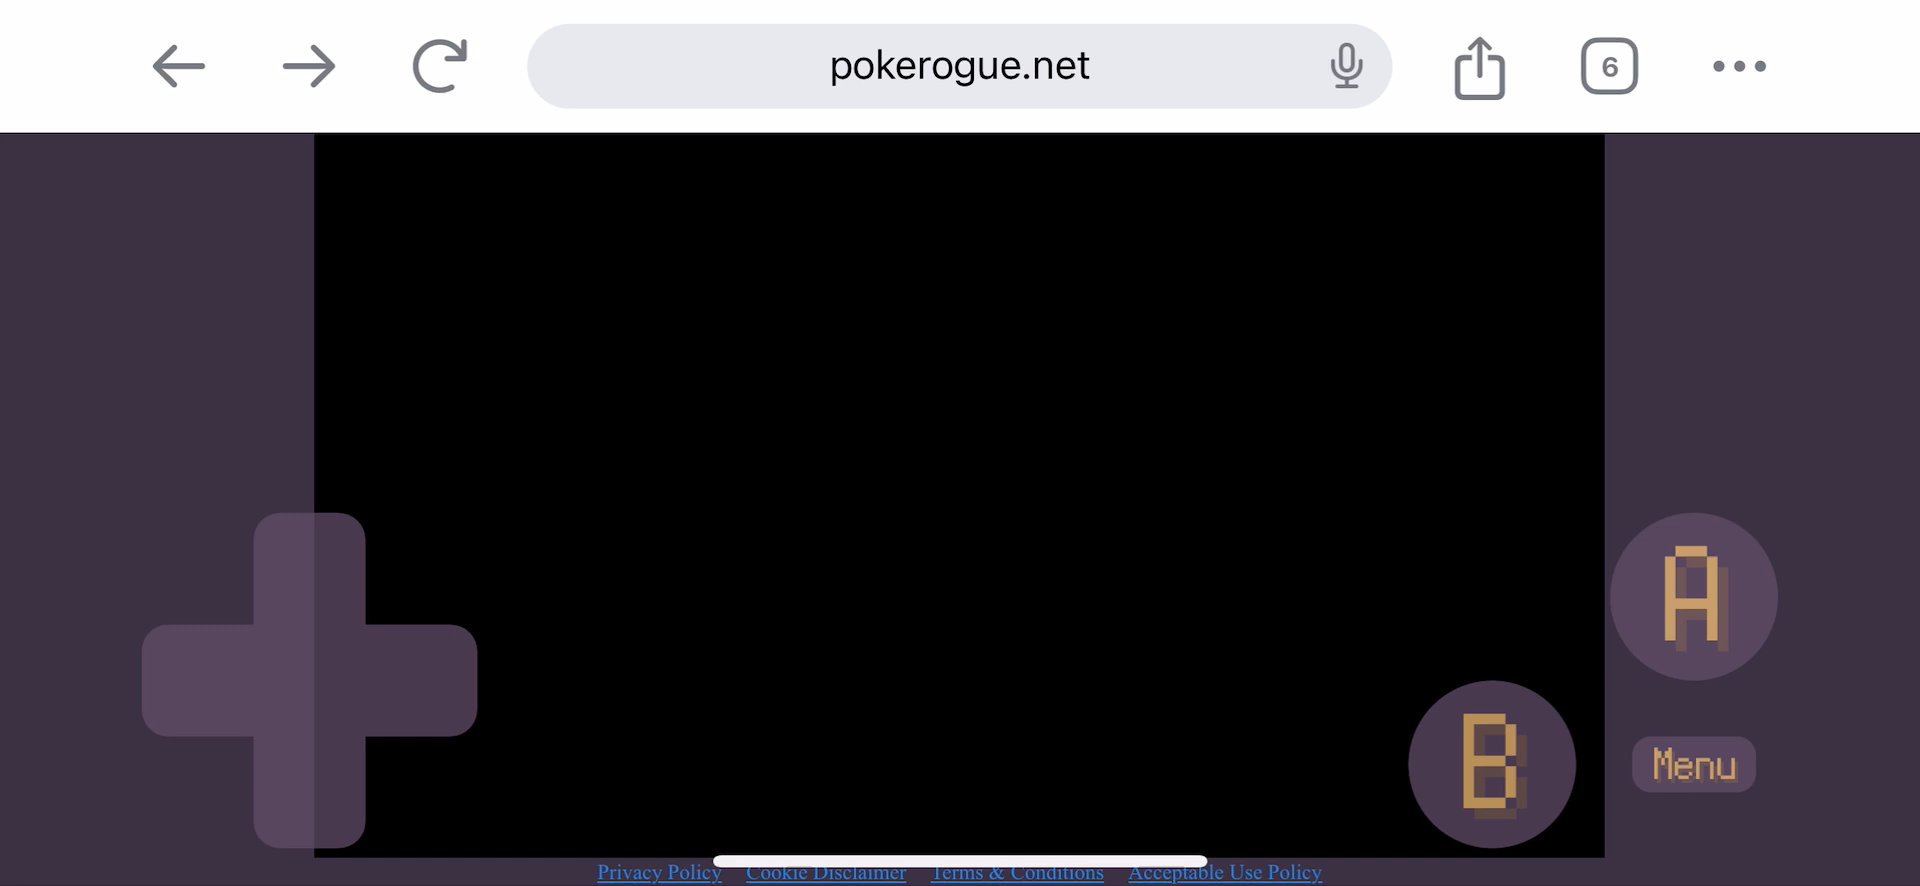 pokerogue.net
6
A
B
Menu
Privacy Policy Cookie Disclaimer Terms & Conditions Acceptable Use Policy